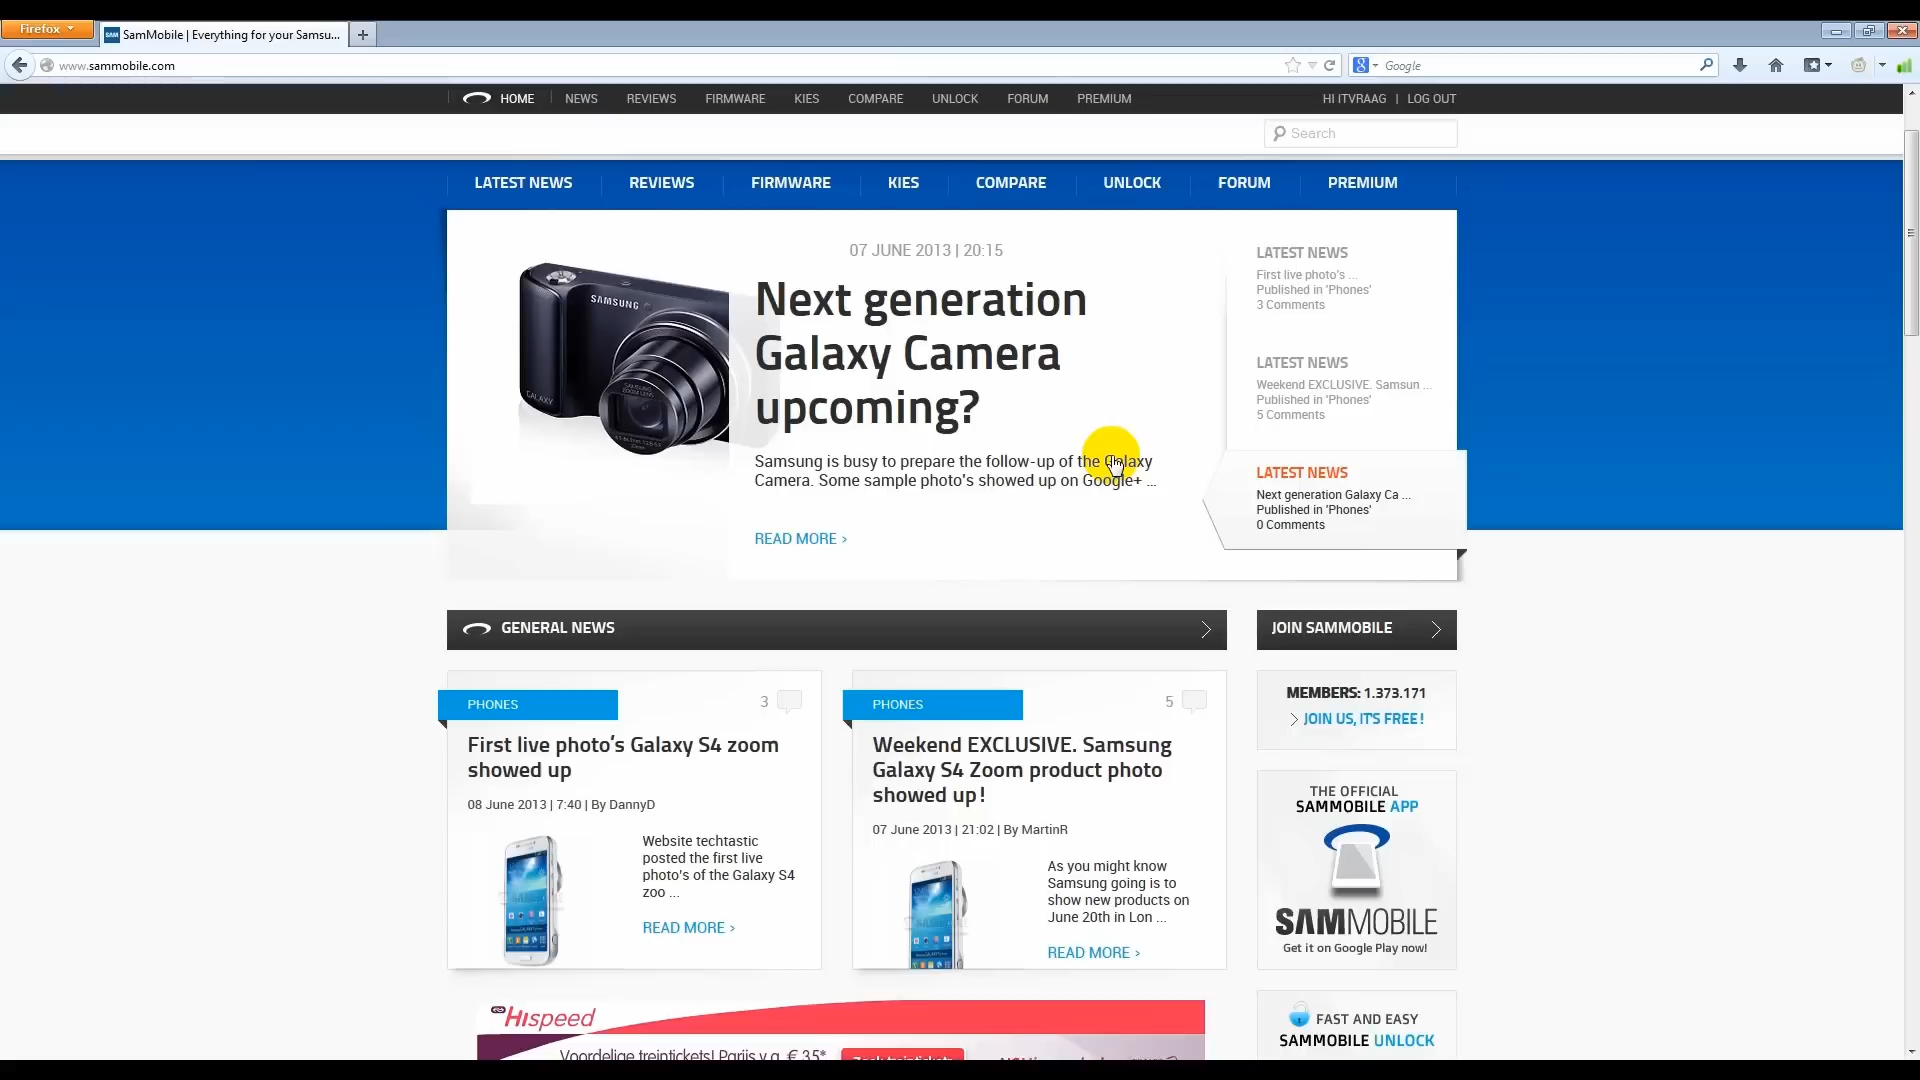 Firefox
SamMobile | Everything for your Samsu...
www.sammobile.com
Google
HOME
NEWS
REVIEWS
FIRMWARE
KIES
COMPARE
UNLOCK
FORUM
PREMIUM
HI ITVRAAG | LOG OUT
Search
LATEST NEWS
REVIEWS
FIRMWARE
KIES
COMPARE
UNLOCK
FORUM
PREMIUM
SAMSUNG
GALAXY
07 JUNE 2013 | 20:15
Next generation
Galaxy Camera
upcoming?
Samsung is busy to prepare the follow-up of the Galaxy
Camera. Some sample photo's showed up on Google+ ...
READ MORE >
LATEST NEWS
First live photo's ...
Published in 'Phones'
3 Comments
LATEST NEWS
Weekend EXCLUSIVE. Samsun ...
Published in 'Phones'
5 Comments
LATEST NEWS
Next generation Galaxy Ca ...
Published in 'Phones'
0 Comments
GENERAL NEWS
PHONES
3
First live photo's Galaxy S4 zoom
showed up
08 June 2013 | 7:40 | By DannyD
Website techtastic
posted the first live
photo's of the Galaxy S4
zoo ...
READ MORE >
PHONES
5
Weekend EXCLUSIVE. Samsung
Galaxy S4 Zoom product photo
showed up!
07 June 2013 | 21:02 | By MartinR
As you might know
Samsung going is to
show new products on
June 20th in Lon ...
READ MORE >
JOIN SAMMOBILE
MEMBERS: 1.373.171
JOIN US, IT'S FREE!
THE OFFICIAL
SAMMOBILE APP
SAMMOBILE
Get it on Google Play now!
FAST AND EASY
SAMMOBILE UNLOCK
Hispeed
Voordelige treintickets! Parijs v.a. € 35*